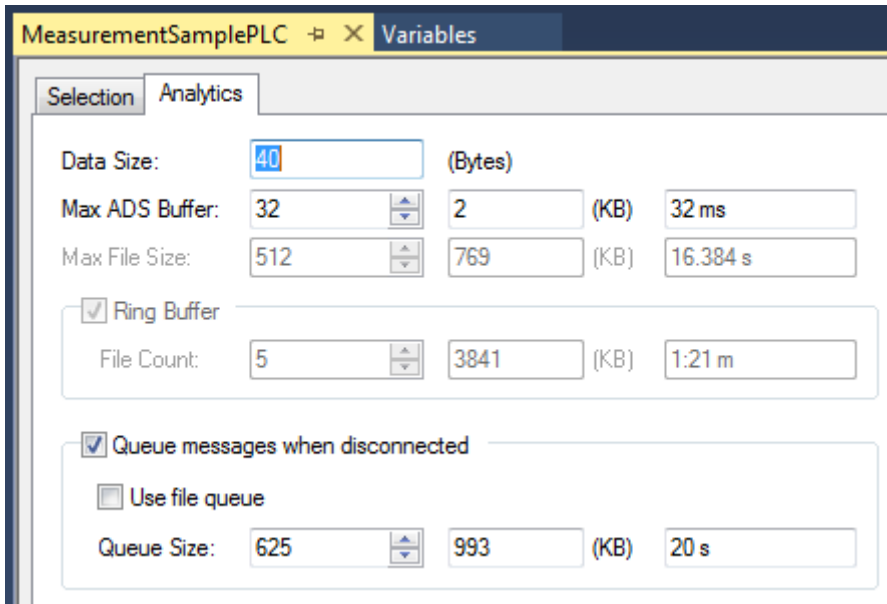 MeasurementSamplePLC Variables
Selection Analytics
Data Size: 40 (Bytes)
Max ADS Buffer: 32 2 (KB) 32 ms
Max File Size: 512 769 (KB) 16.384 s
Ring Buffer
File Count: 5 3841 (KB) 1:21 m
Queue messages when disconnected
Use file queue
Queue Size: 625 993 (KB) 20 s